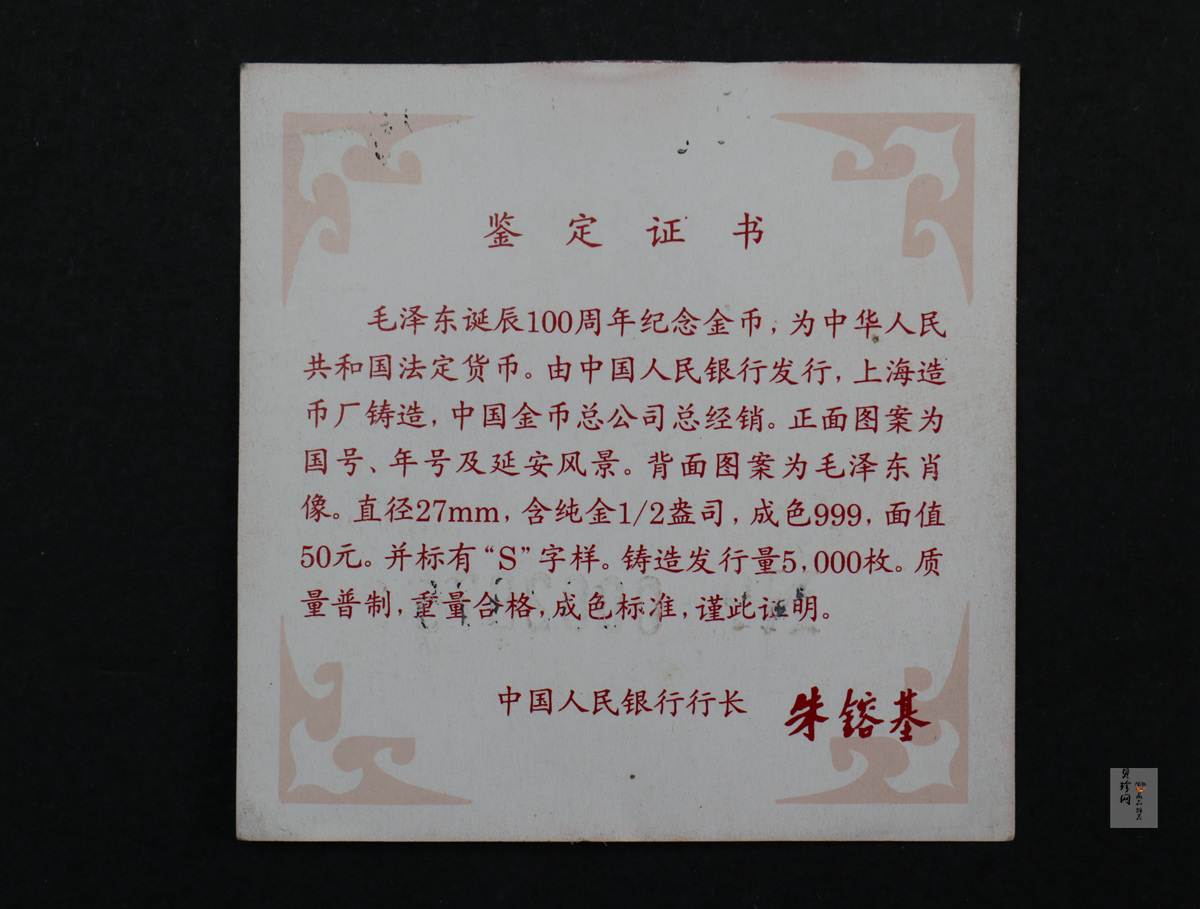 鉴定证书
毛泽东诞辰100周年纪念金币，为中华人民
共和国法定货币。由中国人民银行发行，上海造
币厂铸造，中国金币总公司总经销。正面图案为
国号、年号及延安风景。背面图案为毛泽东肖
像。直径27mm，含纯金1/2盎司，成色999，面值
50元。并标有“S”字样。铸造发行量5,000枚。质
量普制，重量合格，成色标准，谨此证明。
中国人民银行行长 朱镕基